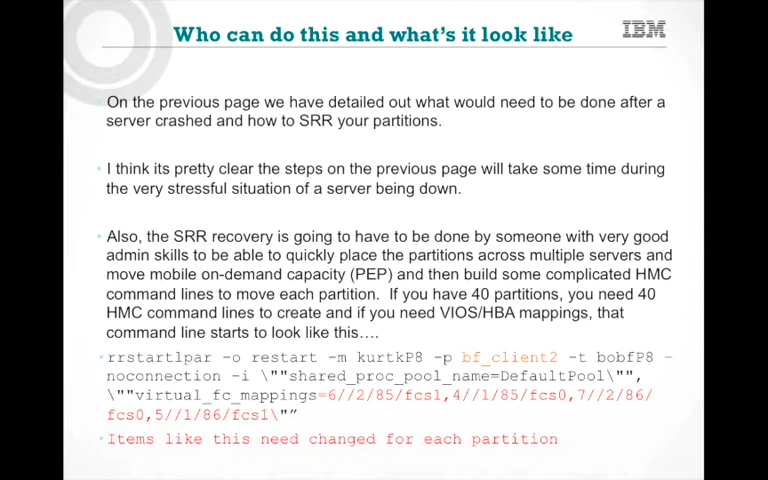 Who can do this and what's it look like
IBM
On the previous page we have detailed out what would need to be done after a
server crashed and how to SRR your partitions.
I think its pretty clear the steps on the previous page will take some time during
the very stressful situation of a server being down.
Also, the SRR recovery is going to have to be done by someone with very good
admin skills to be able to quickly place the partitions across multiple servers and
move mobile on-demand capacity (PEP) and then build some complicated HMC
command lines to move each partition.  If you have 40 partitions, you need 40
HMC command lines to create and if you need VIOS/HBA mappings, that
command line starts to look like this….
rrstartlpar -o restart -m kurtkP8 -p bf_client2 -t bobfP8 –
noconnection -i \""shared_proc_pool_name=DefaultPool\"",
\""virtual_fc_mappings=6//2/85/fcs1,4//1/85/fcs0,7//2/86/
fcs0,5//1/86/fcs1\"”
Items like this need changed for each partition